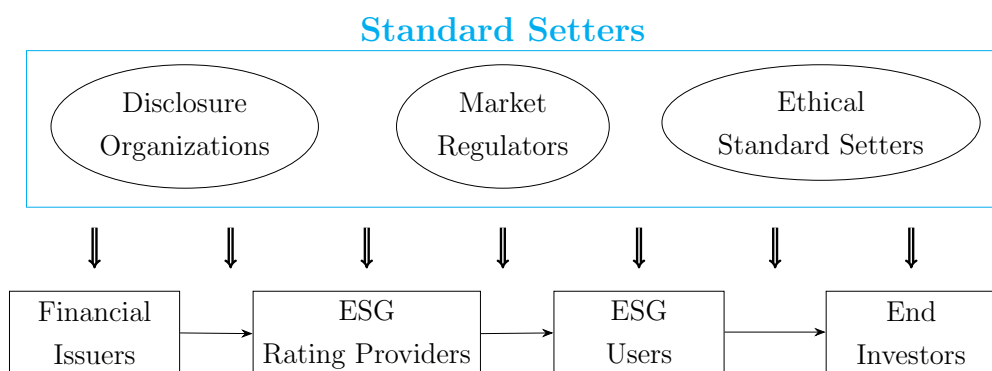 Standard Setters
Disclosure
Organizations
Market
Regulators
Ethical
Standard Setters
Financial
Issuers
ESG
Rating Providers
ESG
Users
End
Investors